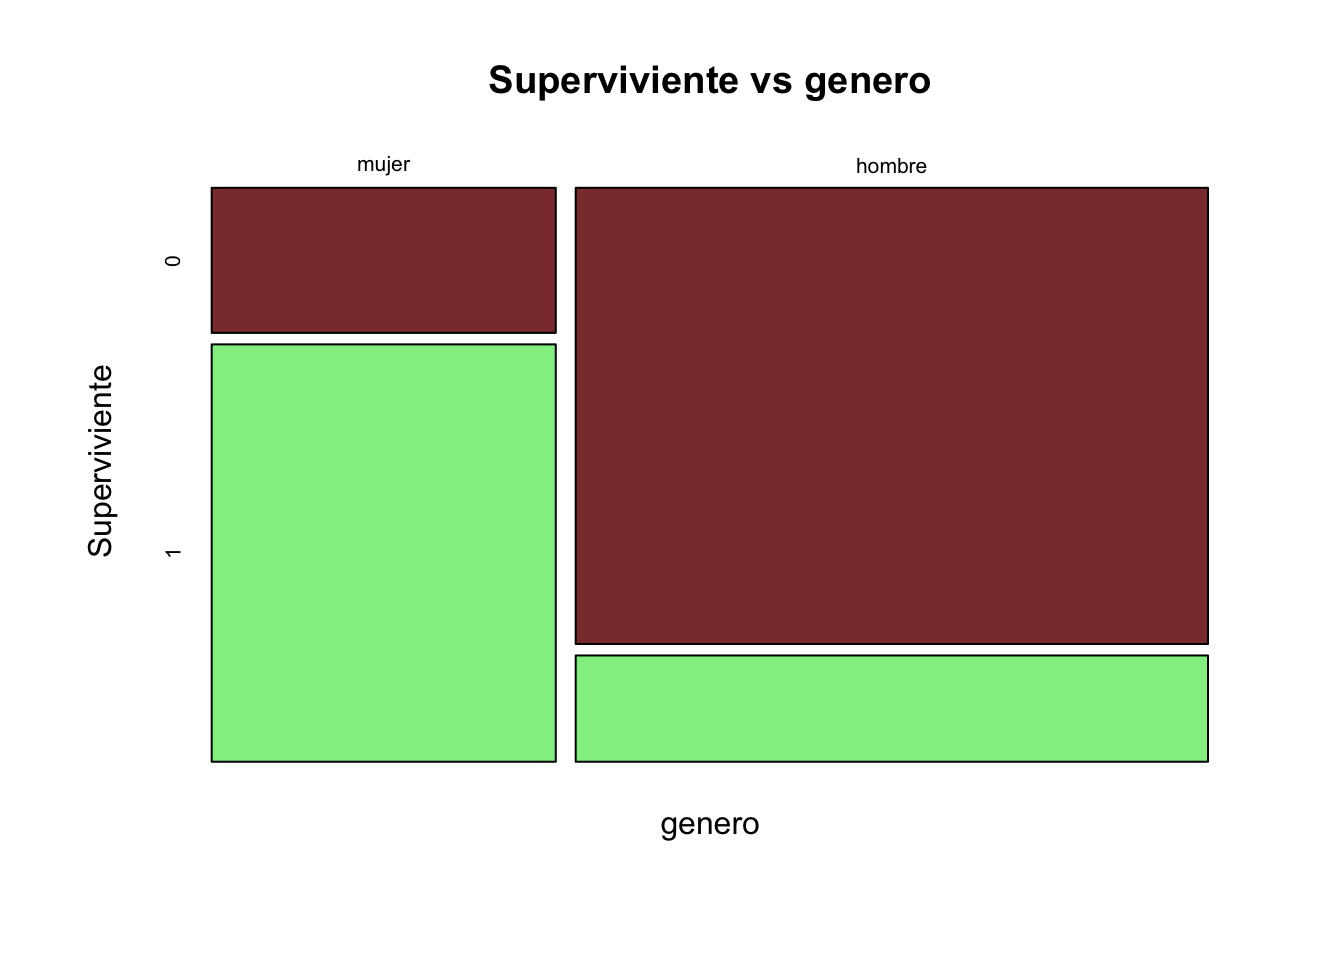 Superviviente vs genero
mujer
hombre
0
1
Superviviente
genero